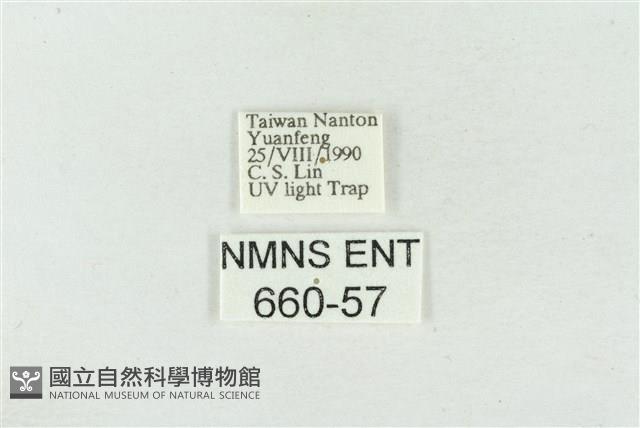 Taiwan Nanton
Yuanfeng
25/VIII/1990
C. S. Lin
UV light Trap
NMNS ENT
660-57
國立自然科學博物館
NATIONAL MUSEUM OF NATURAL SCIENCE